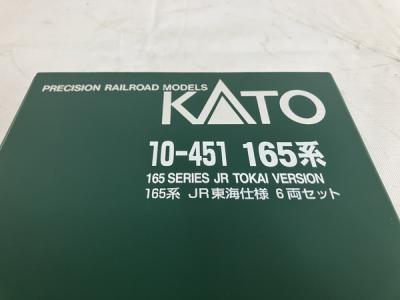 PRECISION RAILROAD MODELS
KATO
10-451 165系
165 SERIES JR TOKAI VERSION
165系 JR東海仕様 6両セット